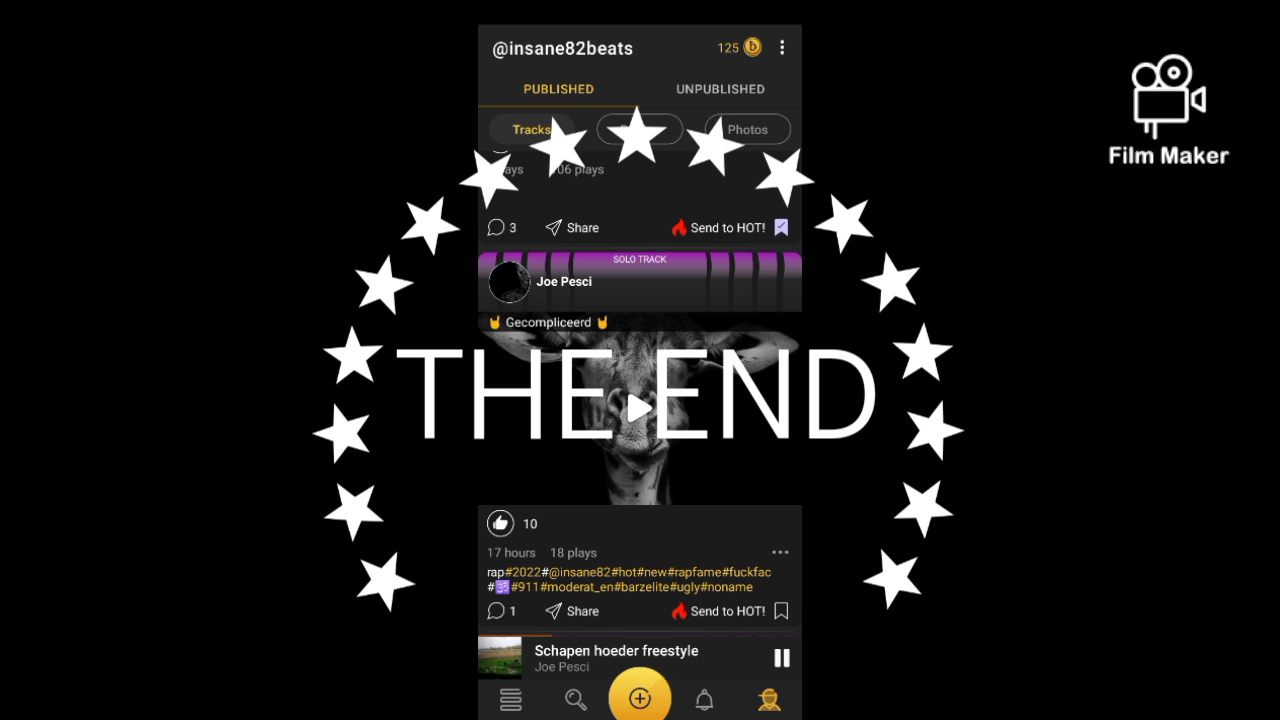 @insane82beats
125
PUBLISHED
UNPUBLISHED
Tracks
Photos
06 plays
3
Share
Send to HOT!
SOLO TRACK
Joe Pesci
Gecompliceerd
THE END
10
17 hours
18 plays
rap#2022#@insane82#hot#new#rapfame#fuckfac
#🕉#911#moderat_en#barzelite#ugly#noname
1
Share
Send to HOT!
Schapen hoeder freestyle
Joe Pesci
Film Maker